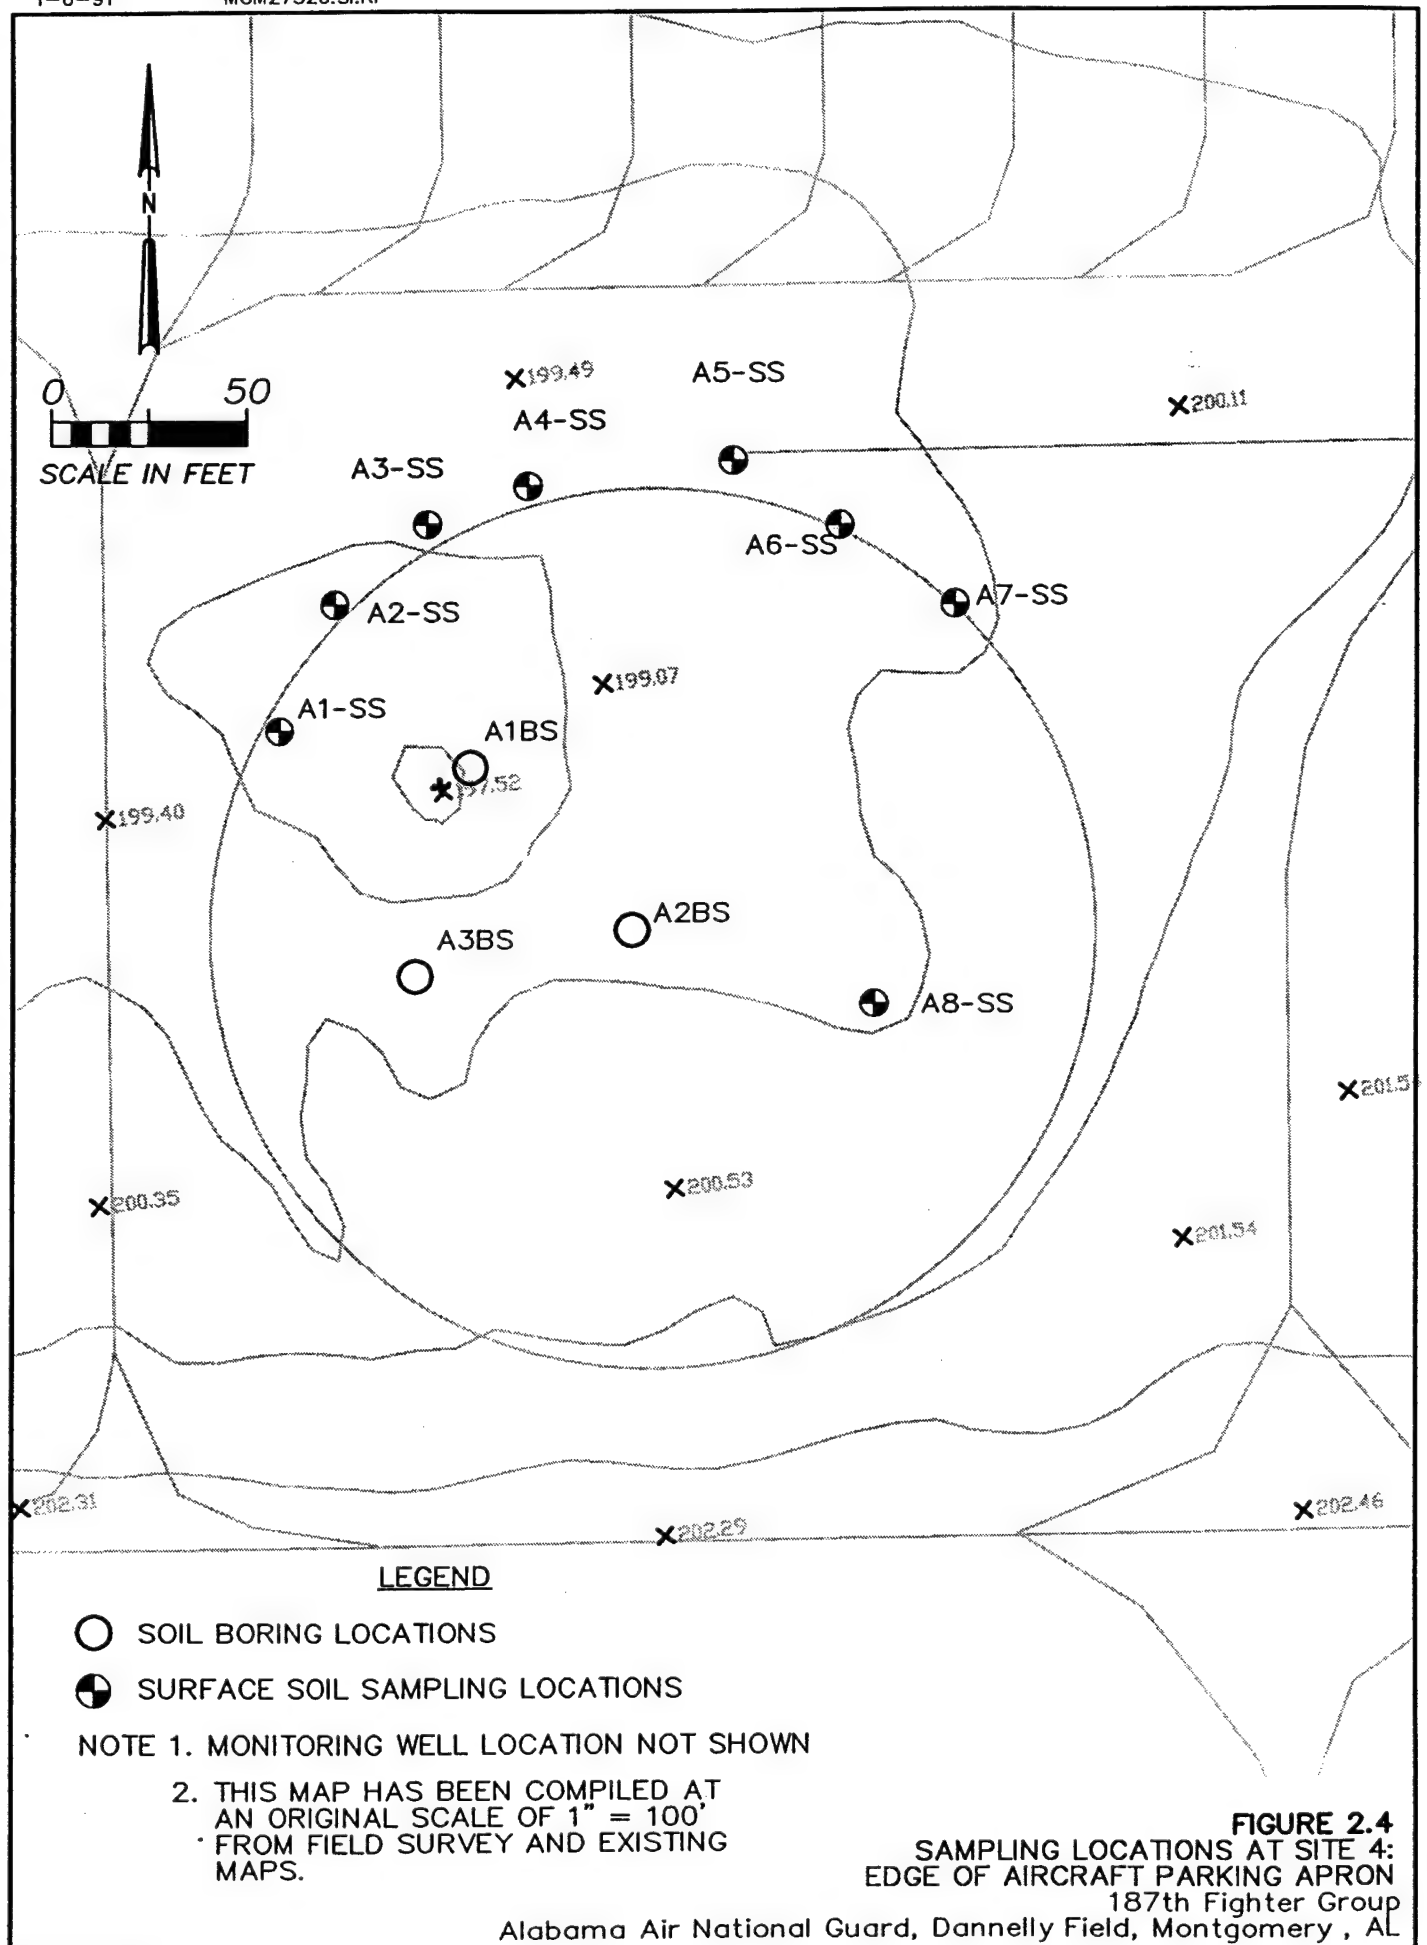 N
0 50
SCALE IN FEET
199.49
A5-SS
200.11
A4-SS
A3-SS
A6-SS
A7-SS
A2-SS
199.07
A1-SS
A1BS
199.40
A2BS
A3BS
A8-SS
200.35
200.53
201.54
202.31
202.29
202.46
LEGEND
SOIL BORING LOCATIONS
SURFACE SOIL SAMPLING LOCATIONS
NOTE 1. MONITORING WELL LOCATION NOT SHOWN
2. THIS MAP HAS BEEN COMPILED AT
AN ORIGINAL SCALE OF 1" = 100'
FROM FIELD SURVEY AND EXISTING
MAPS.
FIGURE 2.4
SAMPLING LOCATIONS AT SITE 4:
EDGE OF AIRCRAFT PARKING APRON
187th Fighter Group
Alabama Air National Guard, Dannelly Field, Montgomery , AL